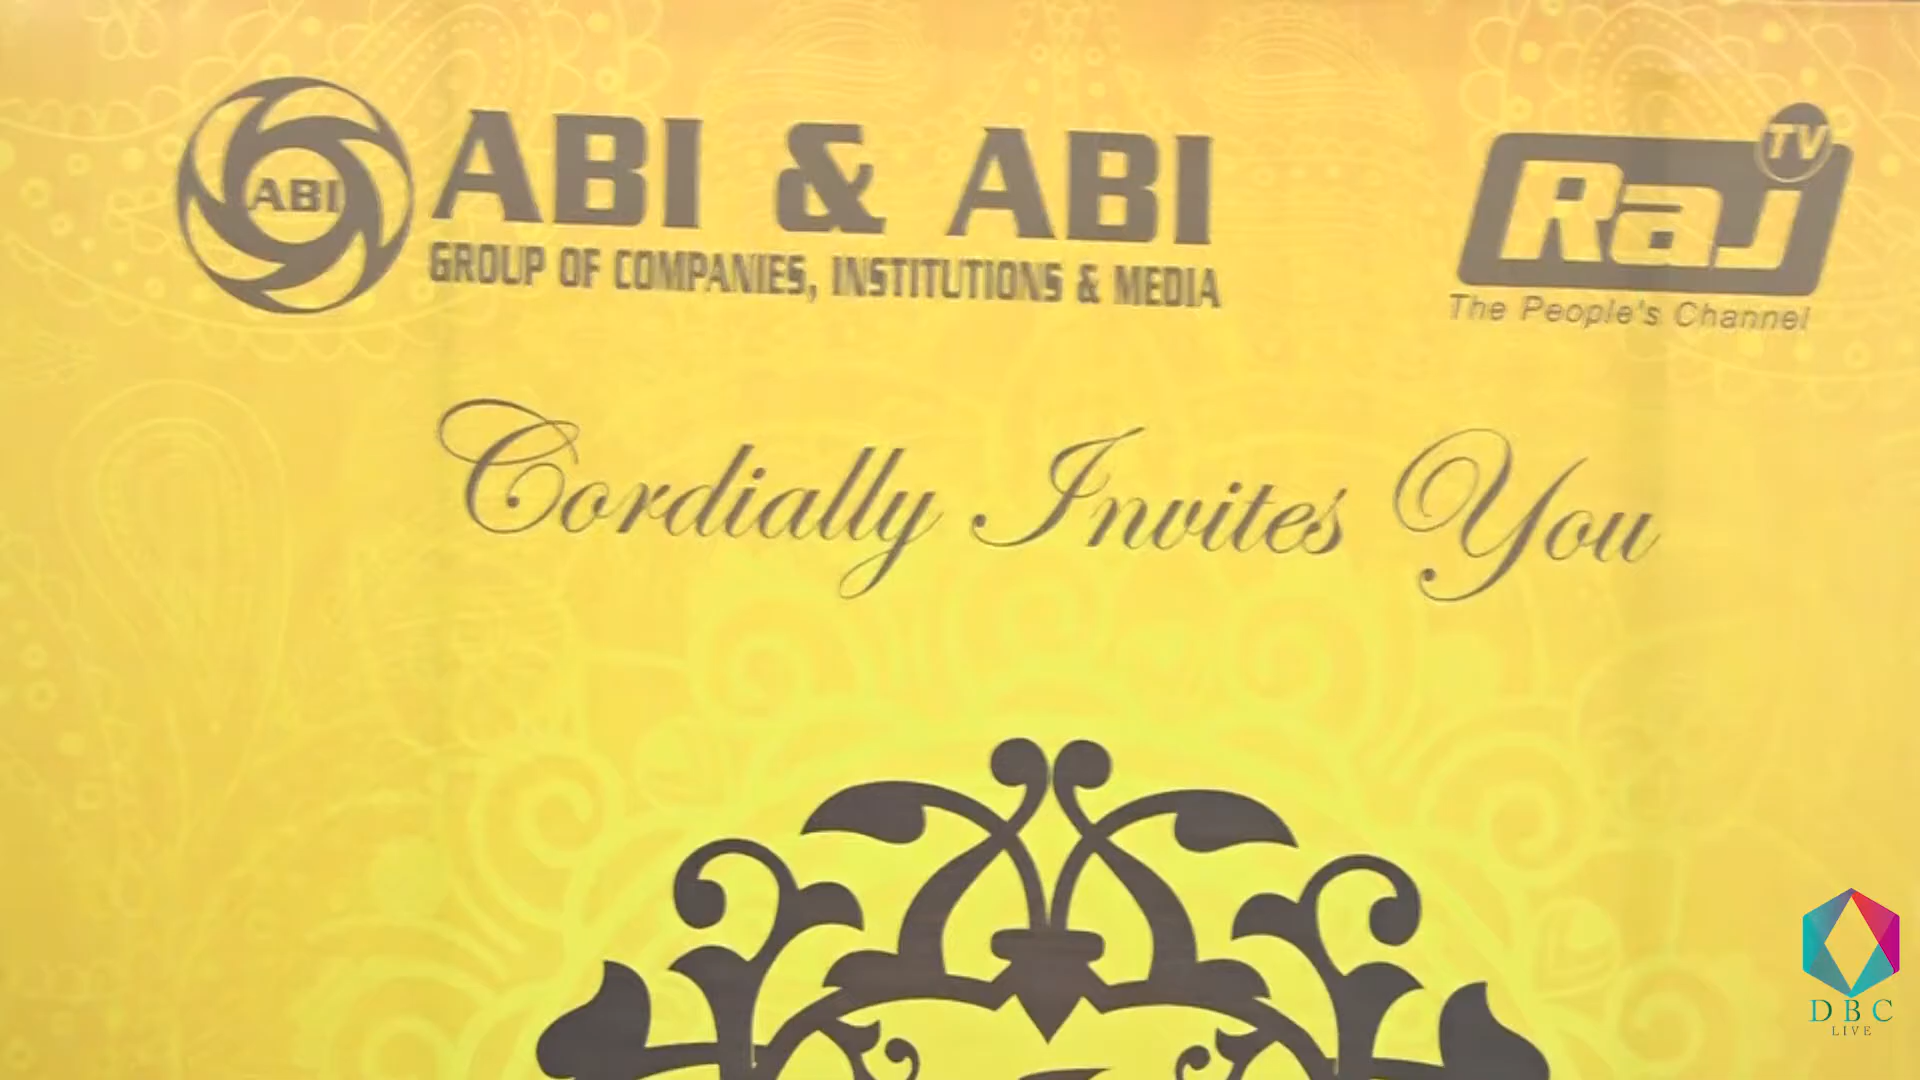 ABI
ABI & ABI
GROUP OF COMPANIES, INSTITUTIONS & MEDIA
Raj TV
The People's Channel
Cordially Invites You
DBC
LIVE